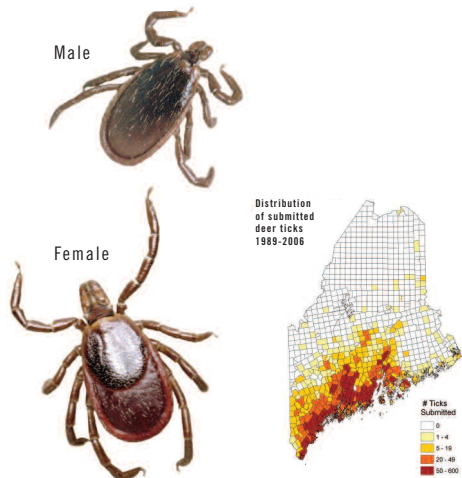 Male
Female
Distribution
of submitted
deer ticks
1989-2006
# Ticks
Submitted
0
1 - 4
5 - 19
20 - 49
50 - 600